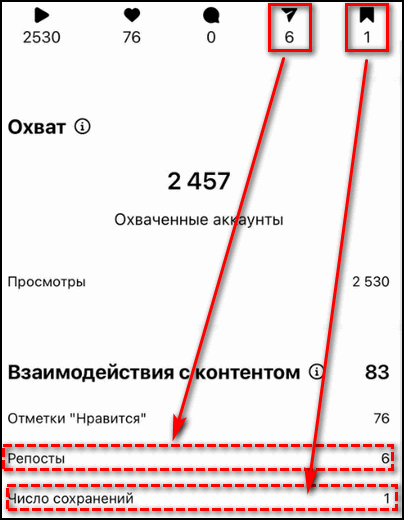 2530 76 0 6 1
Охват
2 457
Охваченные аккаунты
Просмотры 2 530
Взаимодействия с контентом 83
Отметки "Нравится" 76
Репосты 6
Число сохранений 1